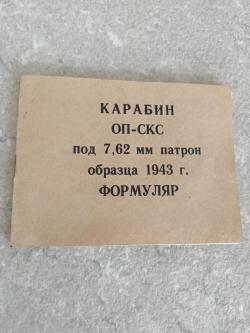 КАРАБИН
ОП-СКС
под 7,62 мм патрон
образца 1943 г.
ФОРМУЛЯР